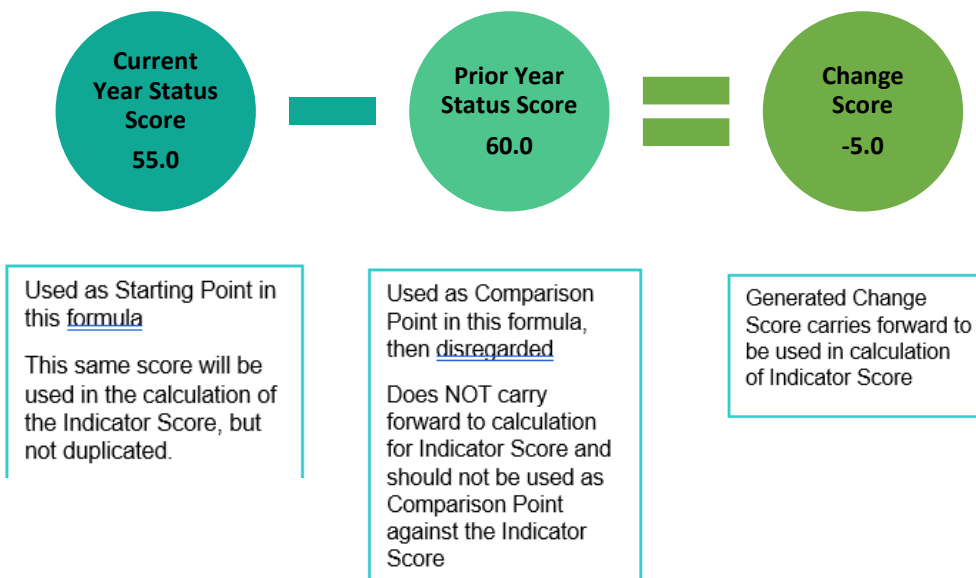 Current
Year Status
Score
55.0
Prior Year
Status Score
60.0
Change
Score
-5.0
Used as Starting Point in
this formula
This same score will be
used in the calculation of
the Indicator Score, but
not duplicated.
Used as Comparison
Point in this formula,
then disregarded
Does NOT carry
forward to calculation
for Indicator Score and
should not be used as
Comparison Point
against the Indicator
Score
Generated Change
Score carries forward to
be used in calculation
of Indicator Score